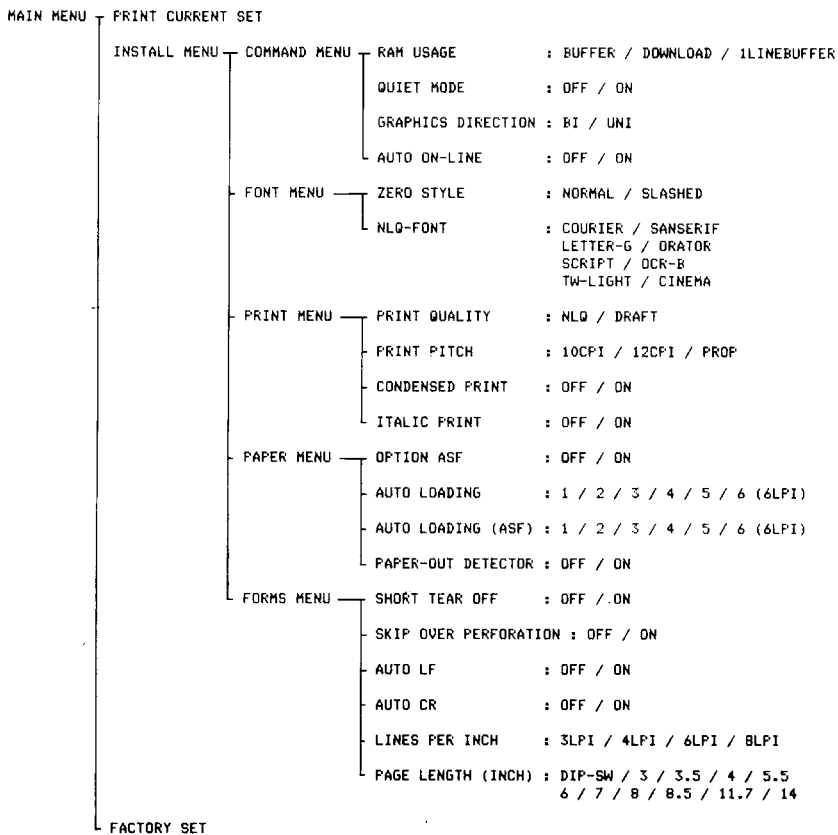 MAIN MENU PRINT CURRENT SET
INSTALL MENU COMMAND MENU RAM USAGE : BUFFER / DOWNLOAD / 1LINEBUFFER
QUIET MODE : OFF / ON
GRAPHICS DIRECTION : BI / UNI
AUTO ON-LINE : OFF / ON
FONT MENU ZERO STYLE : NORMAL / SLASHED
NLQ-FONT : COURIER / SANSERIF
LETTER-G / ORATOR
SCRIPT / OCR-B
TW-LIGHT / CINEMA
PRINT MENU PRINT QUALITY : NLQ / DRAFT
PRINT PITCH : 10CPI / 12CPI / PROP
CONDENSED PRINT : OFF / ON
ITALIC PRINT : OFF / ON
PAPER MENU OPTION ASF : OFF / ON
AUTO LOADING : 1 / 2 / 3 / 4 / 5 / 6 (6LPI)
AUTO LOADING (ASF) : 1 / 2 / 3 / 4 / 5 / 6 (6LPI)
PAPER-OUT DETECTOR : OFF / ON
FORMS MENU SHORT TEAR OFF : OFF / ON
SKIP OVER PERFORATION : OFF / ON
AUTO LF : OFF / ON
AUTO CR : OFF / ON
LINES PER INCH : 3LPI / 4LPI / 6LPI / 8LPI
PAGE LENGTH (INCH) : DIP-SW / 3 / 3.5 / 4 / 5.5
6 / 7 / 8 / 8.5 / 11.7 / 14
FACTORY SET